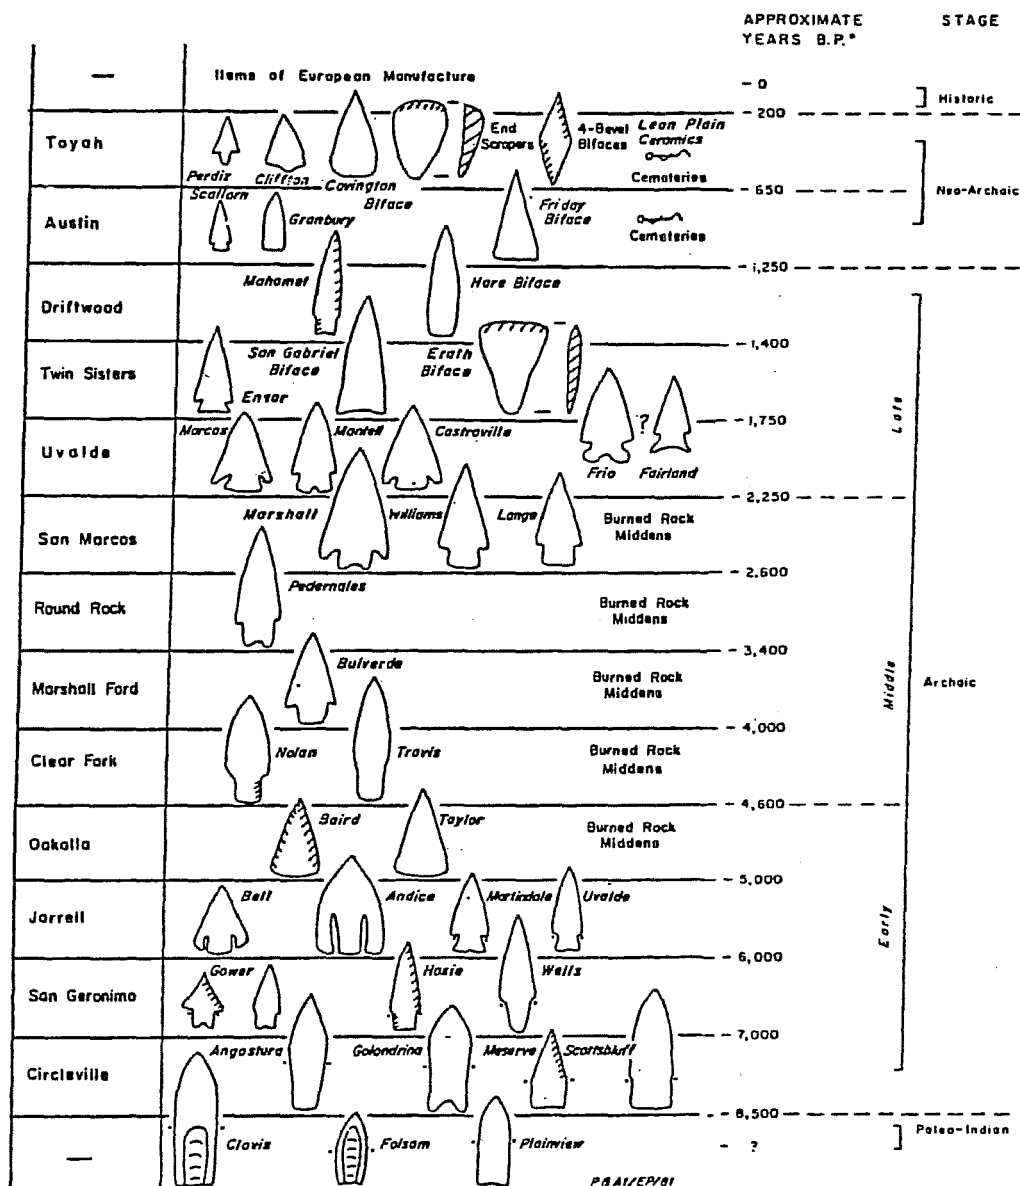 APPROXIMATE
YEARS B.P.*
STAGE
—
Items of European Manufacture
- 0
Historic
- 200
Toyah
Perdiz
Cliffton
Covington
Biface
End
Scrapers
4-Bevel
Bifaces
Leon Plain
Ceramics
Cemeteries
- 650
Neo-Archaic
Austin
Scallorn
Granbury
Friday
Biface
Cemeteries
- 1,250
Driftwood
Mahomet
Hare Biface
- 1,400
Twin Sisters
Ensor
San Gabriel
Biface
Erath
Biface
- 1,750
Late
Uvalde
Marcos
Montell
Castroville
?
Frio
Fairland
- 2,250
San Marcos
Marshall
Williams
Lange
Burned Rock
Middens
- 2,600
Round Rock
Pedernales
Burned Rock
Middens
- 3,400
Marshall Ford
Bulverde
Burned Rock
Middens
Middle
Archaic
- 4,000
Clear Fork
Nolan
Travis
Burned Rock
Middens
- 4,600
Oakalla
Baird
Taylor
Burned Rock
Middens
- 5,000
Jarrell
Bell
Andice
Martindale
Uvalde
Early
- 6,000
San Geronimo
Gower
Hoxie
Wells
- 7,000
Circleville
Angostura
Golondrina
Meserve
Scottsbluff
- 8,500
Paleo-Indian
—
Clovis
Folsom
Plainview
- ?